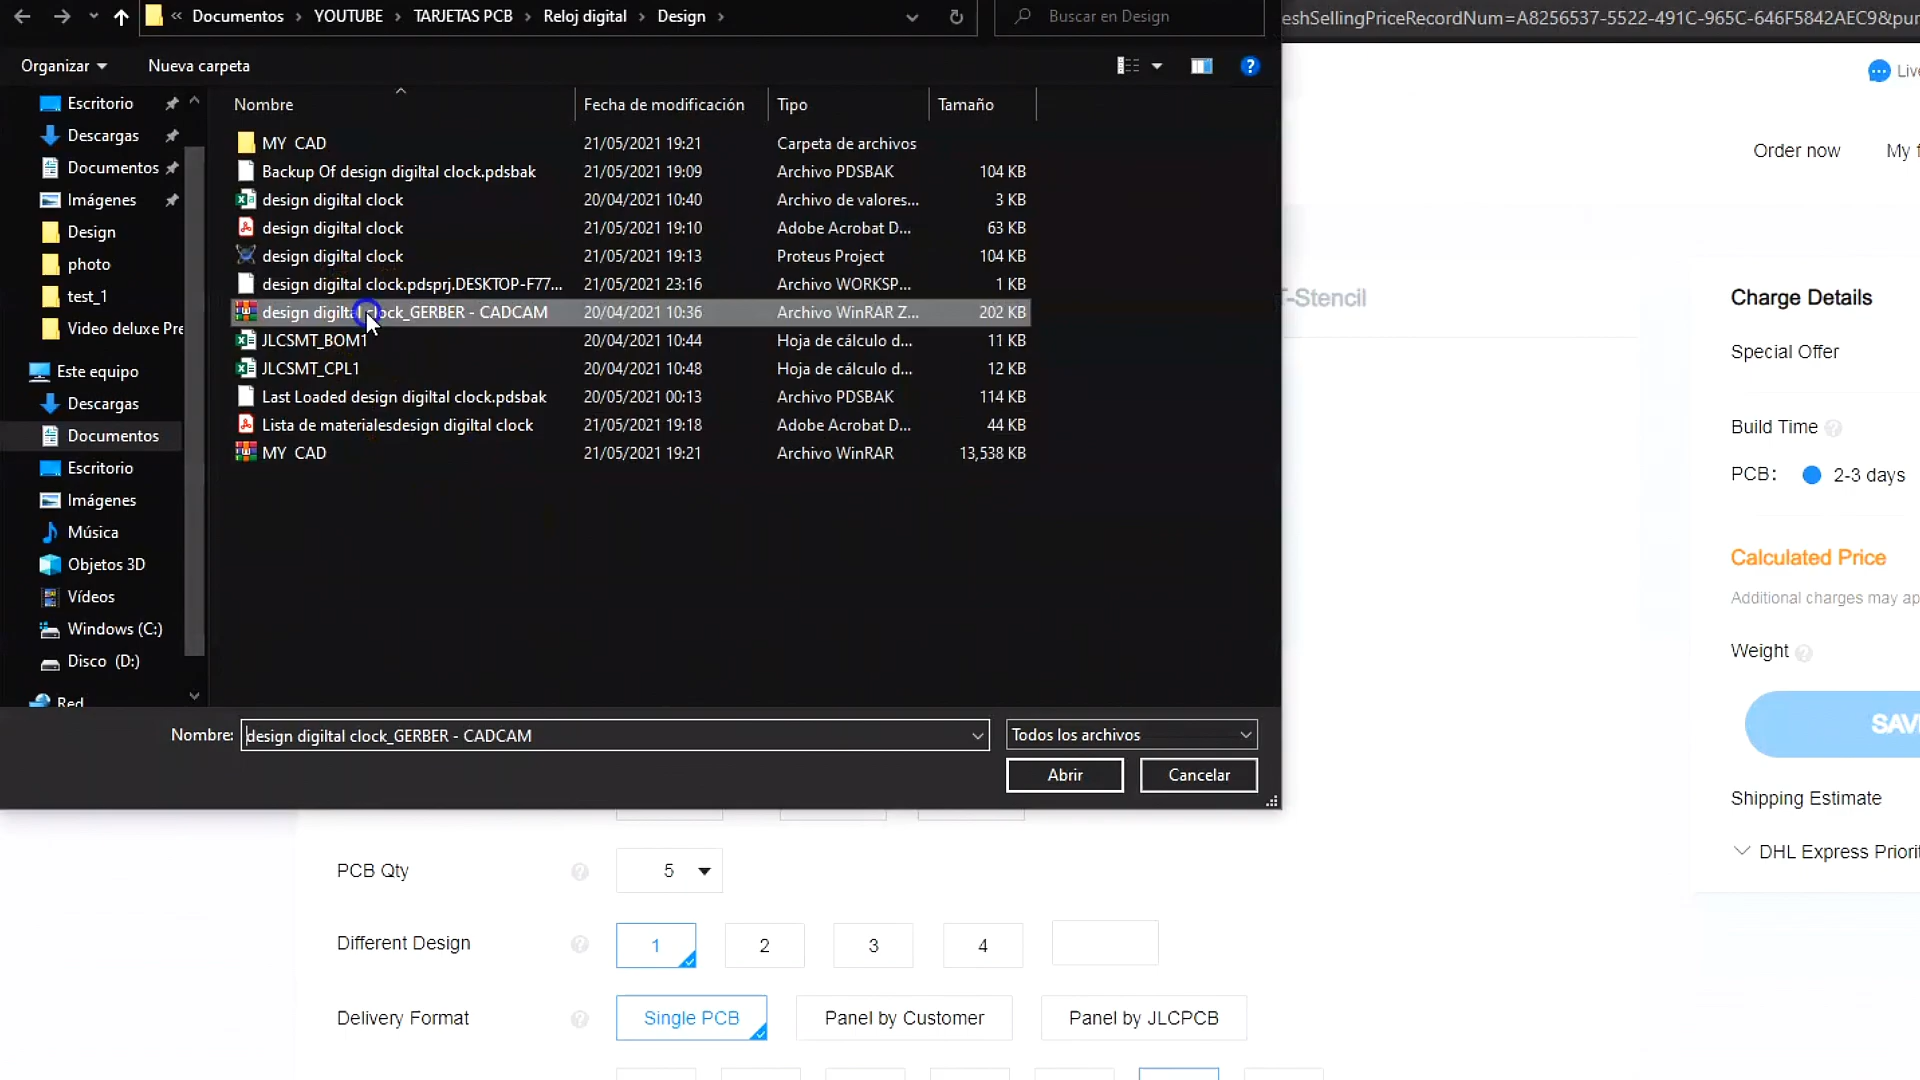 « Documentos › YOUTUBE › TARJETAS PCB › Reloj digital › Design ›
Buscar en Design
eshSellingPriceRecordNum=A8256537-5522-491C-965C-646F5842AEC9&pur
Organizar
Nueva carpeta
Live
Order now
My f
Escritorio
Descargas
Documentos
Imágenes
Design
photo
test_1
Video deluxe Pre
Este equipo
Descargas
Documentos
Escritorio
Imágenes
Música
Objetos 3D
Vídeos
Windows (C:)
Disco (D:)
Red
Nombre Fecha de modificación Tipo Tamaño
MY CAD 21/05/2021 19:21 Carpeta de archivos
Backup Of design digiltal clock.pdsbak 21/05/2021 19:09 Archivo PDSBAK 104 KB
design digiltal clock 20/04/2021 10:40 Archivo de valores... 3 KB
design digiltal clock 21/05/2021 19:10 Adobe Acrobat D... 63 KB
design digiltal clock 21/05/2021 19:13 Proteus Project 104 KB
design digiltal clock.pdsprj.DESKTOP-F77... 21/05/2021 23:16 Archivo WORKSP... 1 KB
design digiltal clock_GERBER - CADCAM 20/04/2021 10:36 Archivo WinRAR Z... 202 KB
JLCSMT_BOM1 20/04/2021 10:44 Hoja de cálculo d... 11 KB
JLCSMT_CPL1 20/04/2021 10:48 Hoja de cálculo d... 12 KB
Last Loaded design digiltal clock.pdsbak 20/05/2021 00:13 Archivo PDSBAK 114 KB
Lista de materialesdesign digiltal clock 21/05/2021 19:18 Adobe Acrobat D... 44 KB
MY CAD 21/05/2021 19:21 Archivo WinRAR 13,538 KB
Nombre: design digiltal clock_GERBER - CADCAM
Todos los archivos
Abrir
Cancelar
T-Stencil
Charge Details
Special Offer
Build Time
PCB: 2-3 days
Calculated Price
Additional charges may ap
Weight
SAV
Shipping Estimate
DHL Express Priorit
PCB Qty 5
Different Design 1 2 3 4
Delivery Format Single PCB Panel by Customer Panel by JLCPCB